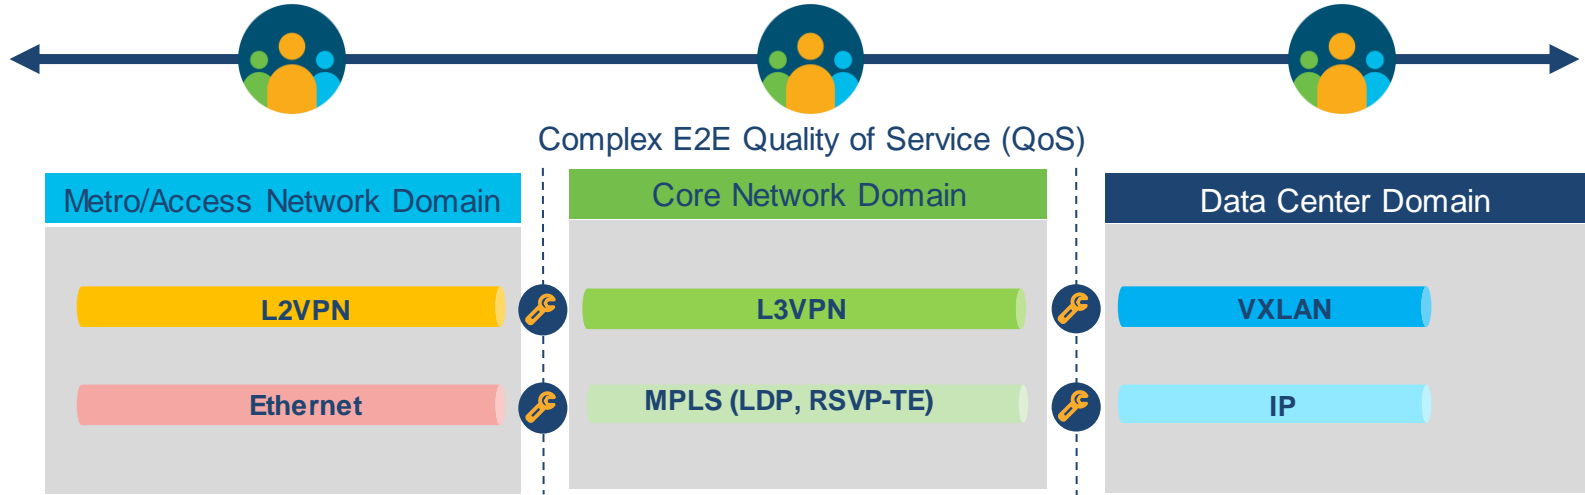 Complex E2E Quality of Service (QoS)
Metro/Access Network Domain
Core Network Domain
Data Center Domain
L2VPN
L3VPN
VXLAN
Ethernet
MPLS (LDP, RSVP-TE)
IP